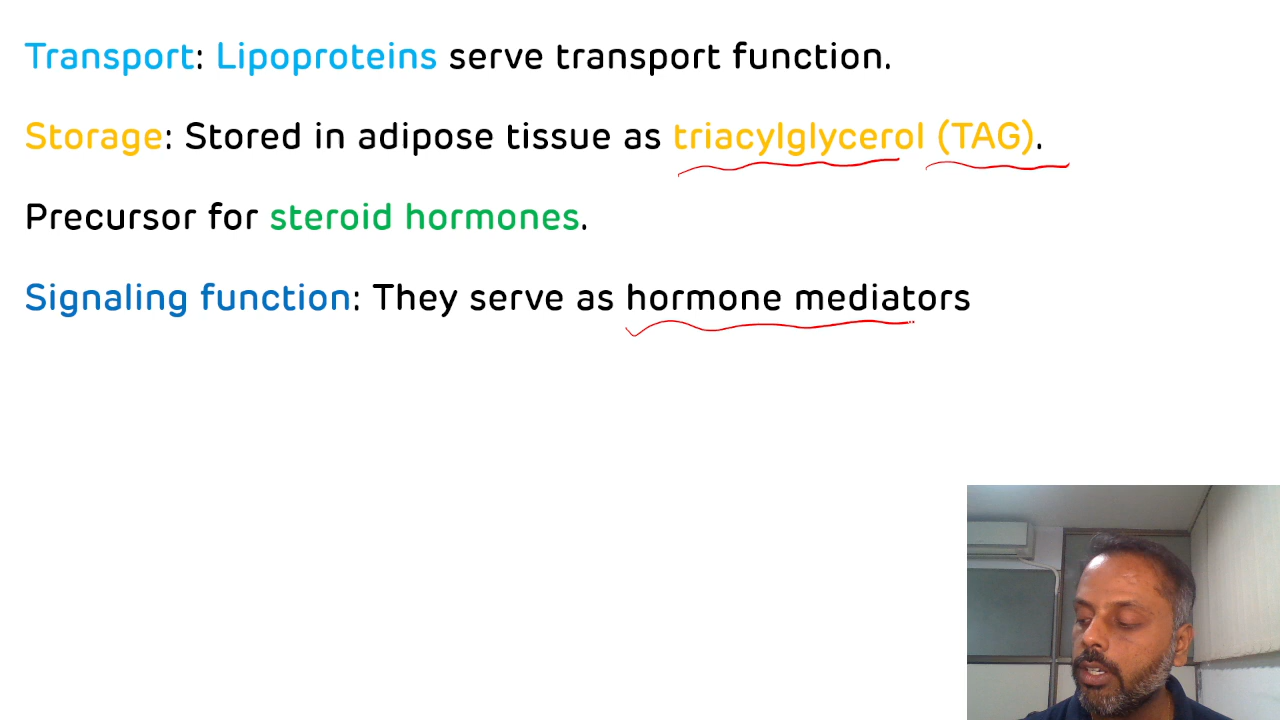 Transport: Lipoproteins serve transport function.
Storage: Stored in adipose tissue as triacylglycerol (TAG).
Precursor for steroid hormones.
Signaling function: They serve as hormone mediators